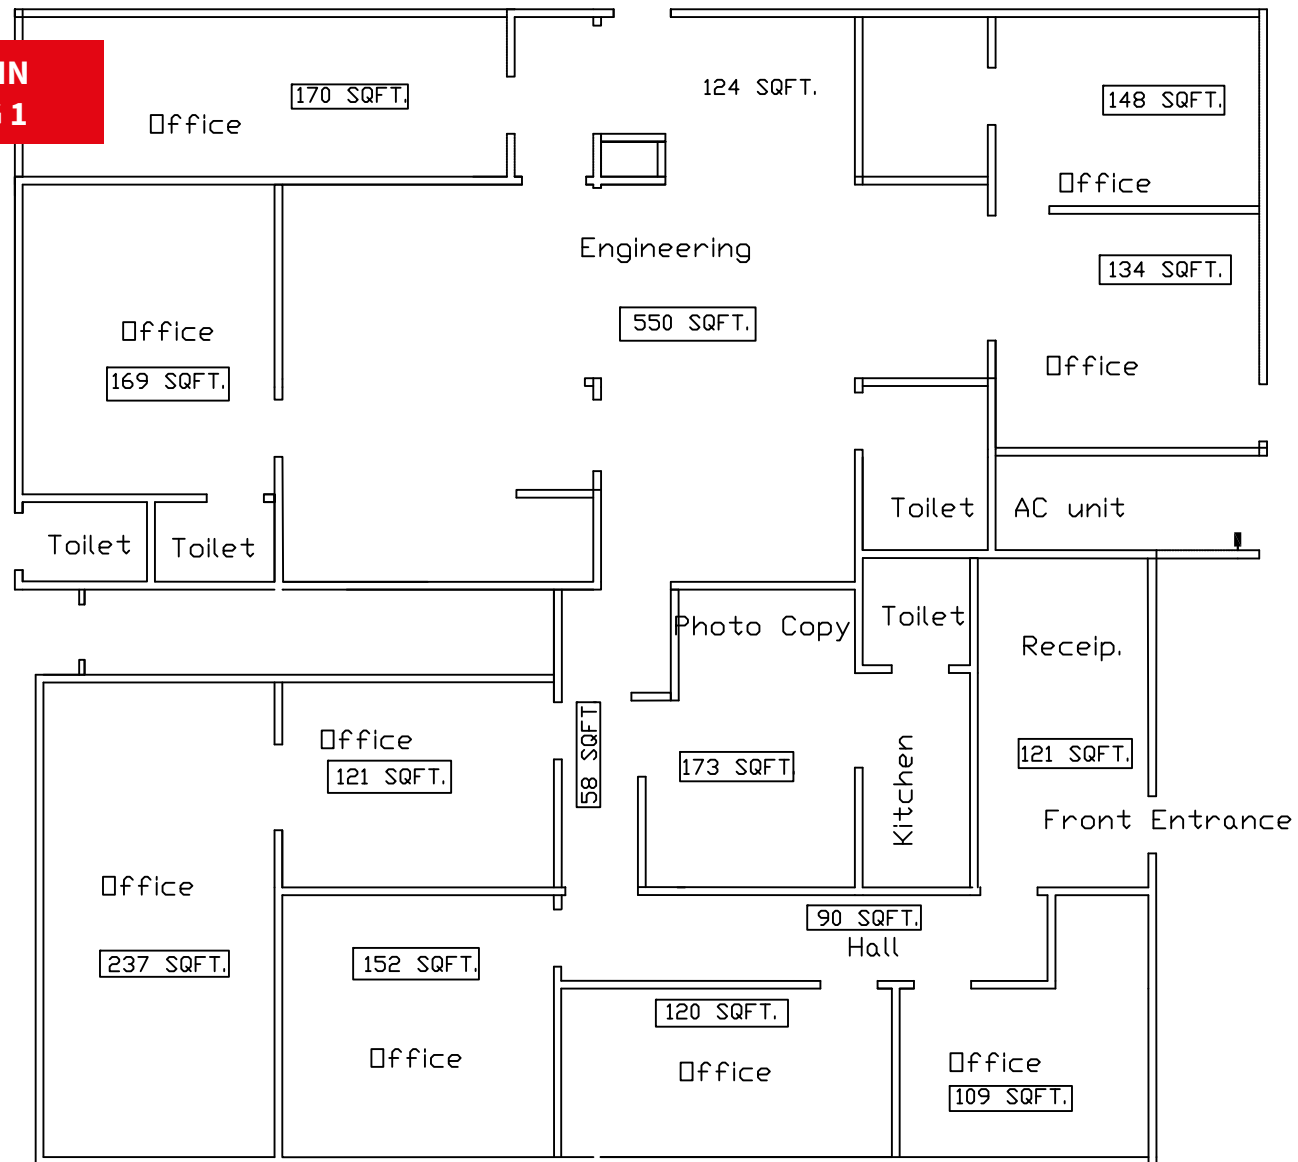 IN
1
170 SQFT.
Office
124 SQFT.
148 SQFT.
Office
Engineering
134 SQFT.
550 SQFT.
Office
169 SQFT.
Office
Toilet
AC unit
Toilet
Toilet
Photo Copy
Toilet
Receip.
Office
121 SQFT.
58 SQFT
173 SQFT.
Kitchen
121 SQFT.
Front Entrance
Office
237 SQFT.
90 SQFT.
Hall
152 SQFT.
Office
120 SQFT.
Office
Office
109 SQFT.